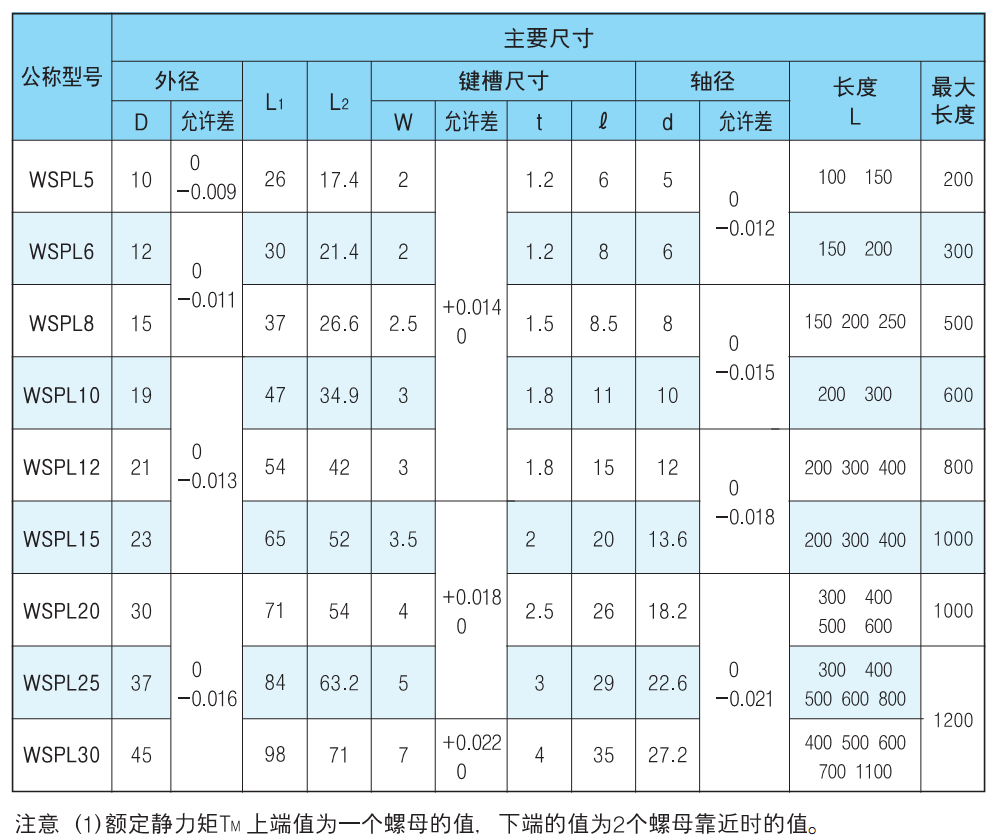 主要尺寸
公称型号 外径 L1 L2 键槽尺寸 轴径 长度 L 最大长度
D 允许差 W 允许差 t ℓ d 允许差
WSPL5 10 0 −0.009 26 17.4 2 +0.014 0 1.2 6 5 0 −0.012 100 150 200
WSPL6 12 0 −0.011 30 21.4 2 1.2 8 6 150 200 300
WSPL8 15 37 26.6 2.5 1.5 8.5 8 0 −0.015 150 200 250 500
WSPL10 19 0 −0.013 47 34.9 3 1.8 11 10 200 300 600
WSPL12 21 54 42 3 1.8 15 12 0 −0.018 200 300 400 800
WSPL15 23 65 52 3.5 +0.018 0 2 20 13.6 200 300 400 1000
WSPL20 30 0 −0.016 71 54 4 2.5 26 18.2 0 −0.021 300 400 500 600 1000
WSPL25 37 84 63.2 5 3 29 22.6 300 400 500 600 800 1200
WSPL30 45 98 71 7 +0.022 0 4 35 27.2 400 500 600 700 1100
注意 (1)额定静力矩TM 上端值为一个螺母的值, 下端的值为2个螺母靠近时的值。